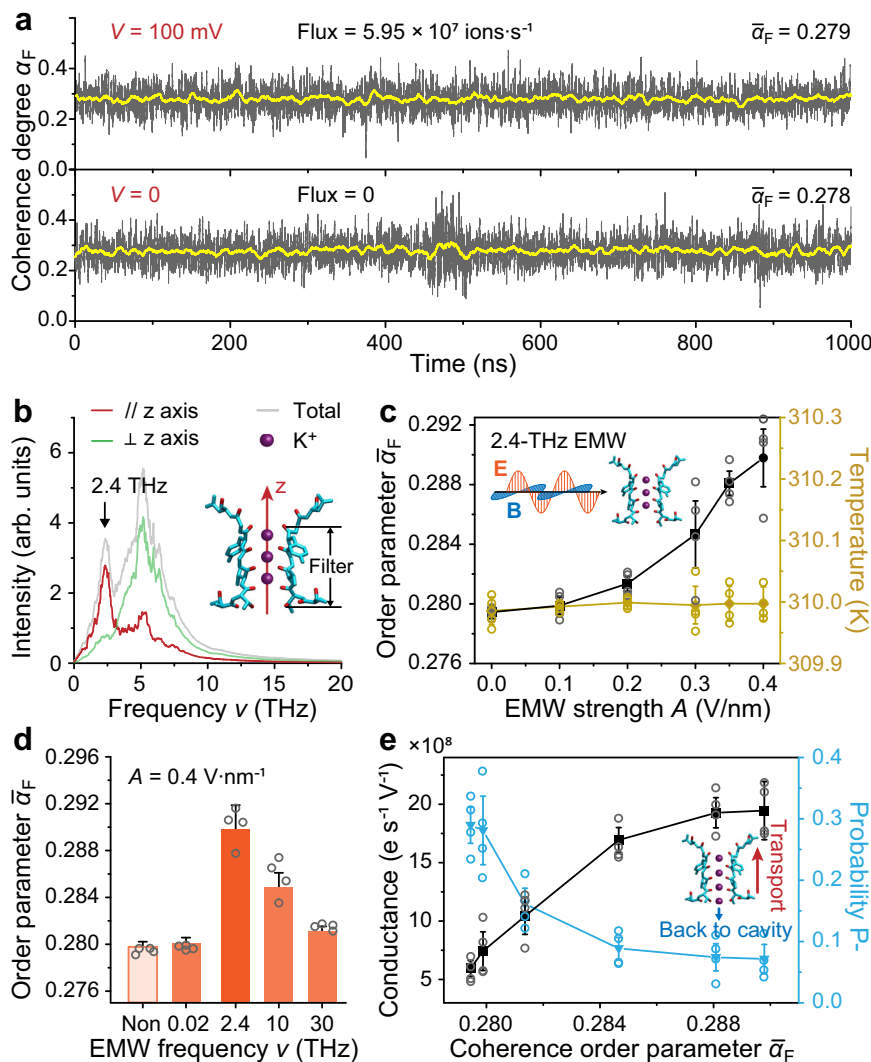 a
V = 100 mV Flux = 5.95 × 10⁷ ions·s⁻¹ ᾱF = 0.279
0.4
0.2
0.0
V = 0 Flux = 0 ᾱF = 0.278
0.4
0.2
0.0
Coherence degree αF
0 200 400 600 800 1000
Time (ns)
b
// z axis Total
⊥ z axis K⁺
6
4
2
0
Intensity (arb. units)
2.4 THz
z
Filter
0 5 10 15 20
Frequency v (THz)
c
0.292
0.288
0.284
0.280
0.276
Order parameter ᾱF
2.4-THz EMW
E
B
310.3
310.2
310.1
310.0
309.9
Temperature (K)
0.0 0.1 0.2 0.3 0.4
EMW strength A (V/nm)
d
0.296
0.292
0.288
0.284
0.280
0.276
Order parameter ᾱF
A = 0.4 V·nm⁻¹
Non 0.02 2.4 10 30
EMW frequency v (THz)
e
×10⁸
20
15
10
5
Conductance (e s⁻¹ V⁻¹)
Transport
Back to cavity
0.4
0.3
0.2
0.1
0.0
Probability P-
0.280 0.284 0.288
Coherence order parameter ᾱF